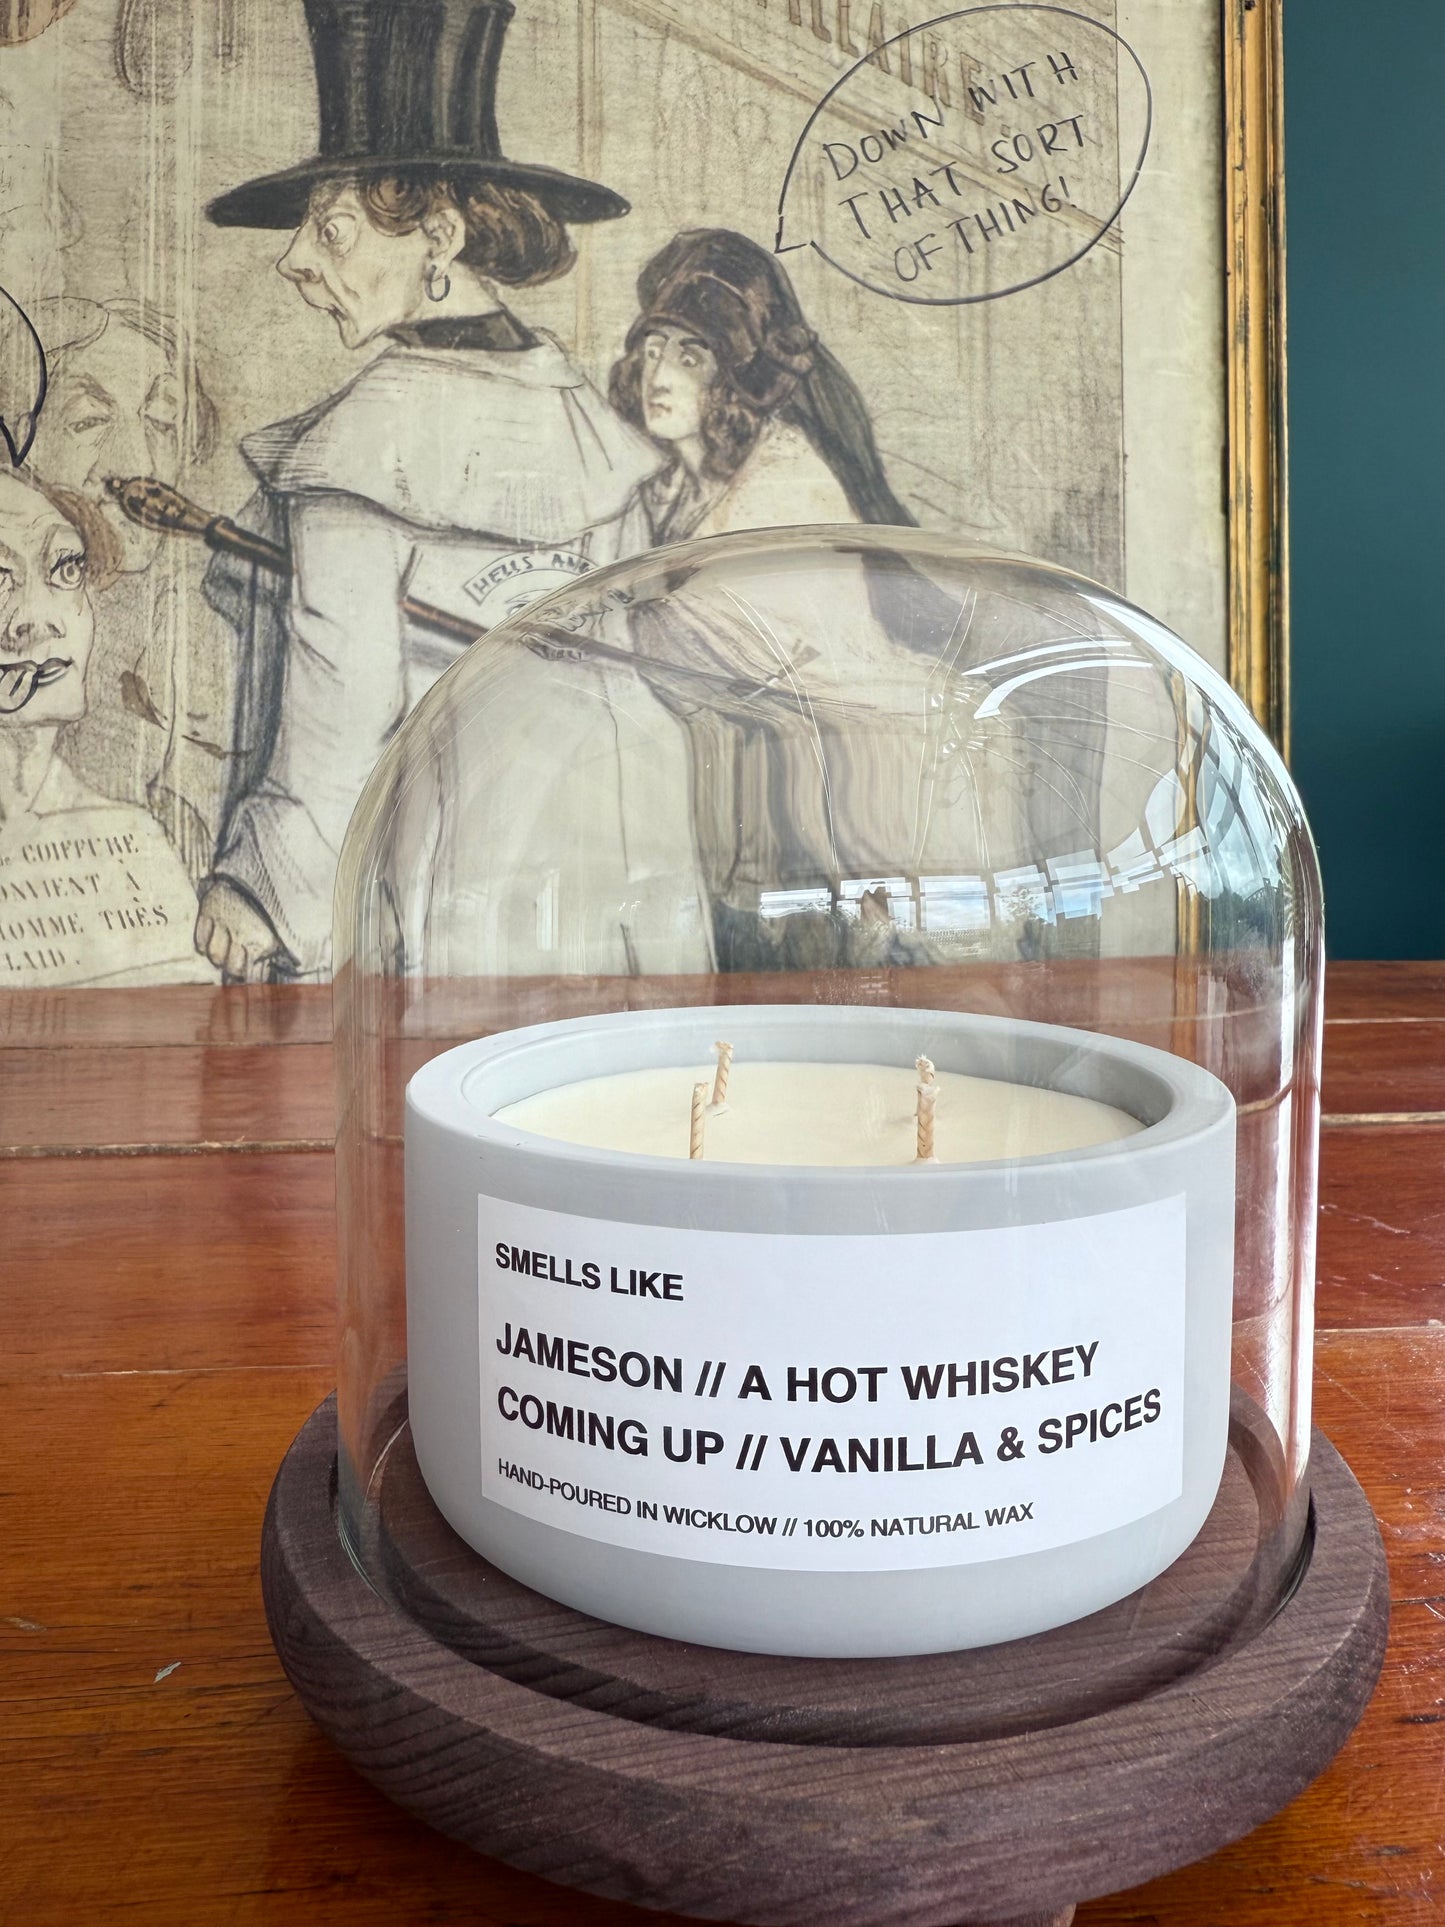 DOWN WITH
THAT SORT
OF THING!
HELLS
COIFFURE
À
HOMME TRÈS
LAID.
SMELLS LIKE
JAMESON // A HOT WHISKEY
COMING UP // VANILLA & SPICES
HAND-POURED IN WICKLOW // 100% NATURAL WAX